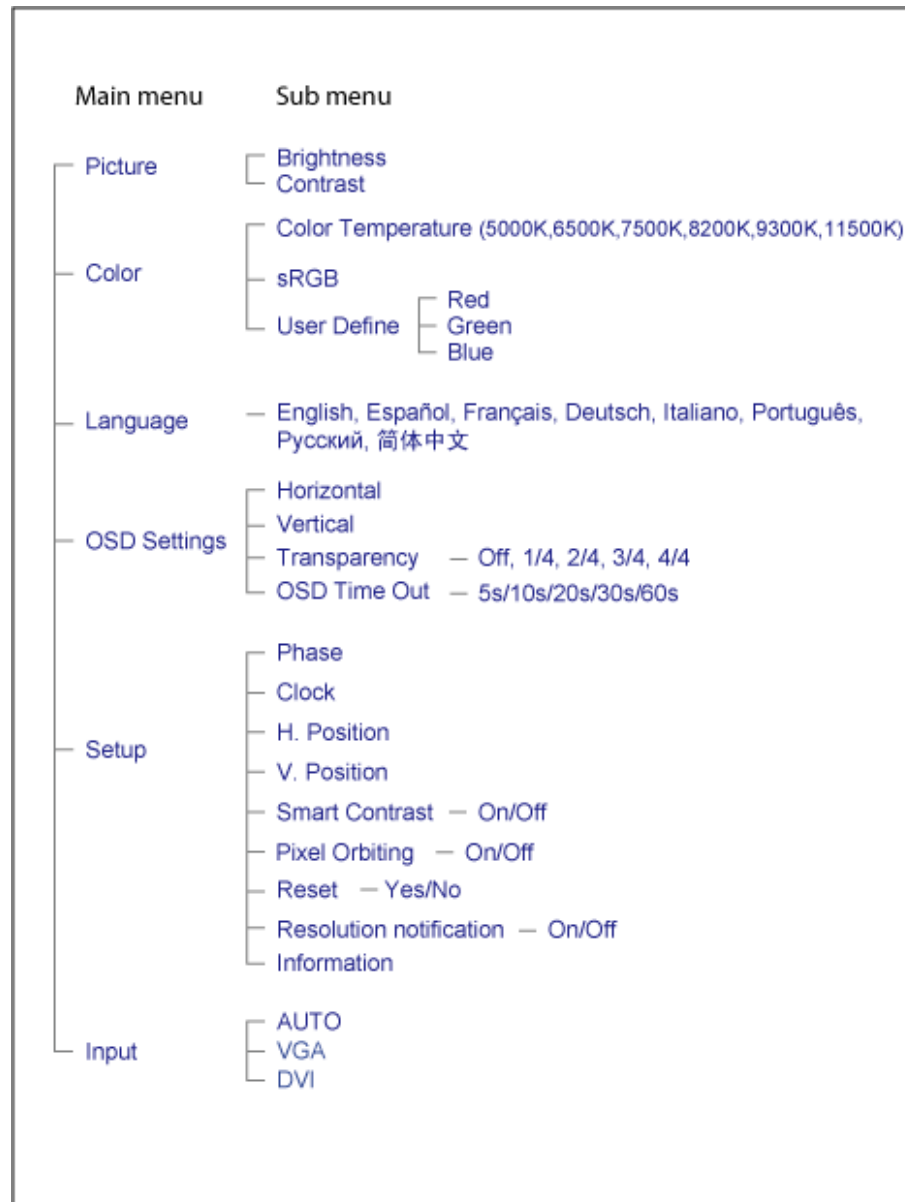 Main menu Sub menu
Picture Brightness
Contrast
Color Color Temperature (5000K,6500K,7500K,8200K,9300K,11500K)
sRGB
User Define Red
Green
Blue
Language English, Español, Français, Deutsch, Italiano, Português,
Русский, 简体中文
OSD Settings Horizontal
Vertical
Transparency Off, 1/4, 2/4, 3/4, 4/4
OSD Time Out 5s/10s/20s/30s/60s
Setup Phase
Clock
H. Position
V. Position
Smart Contrast On/Off
Pixel Orbiting On/Off
Reset Yes/No
Resolution notification On/Off
Information
Input AUTO
VGA
DVI